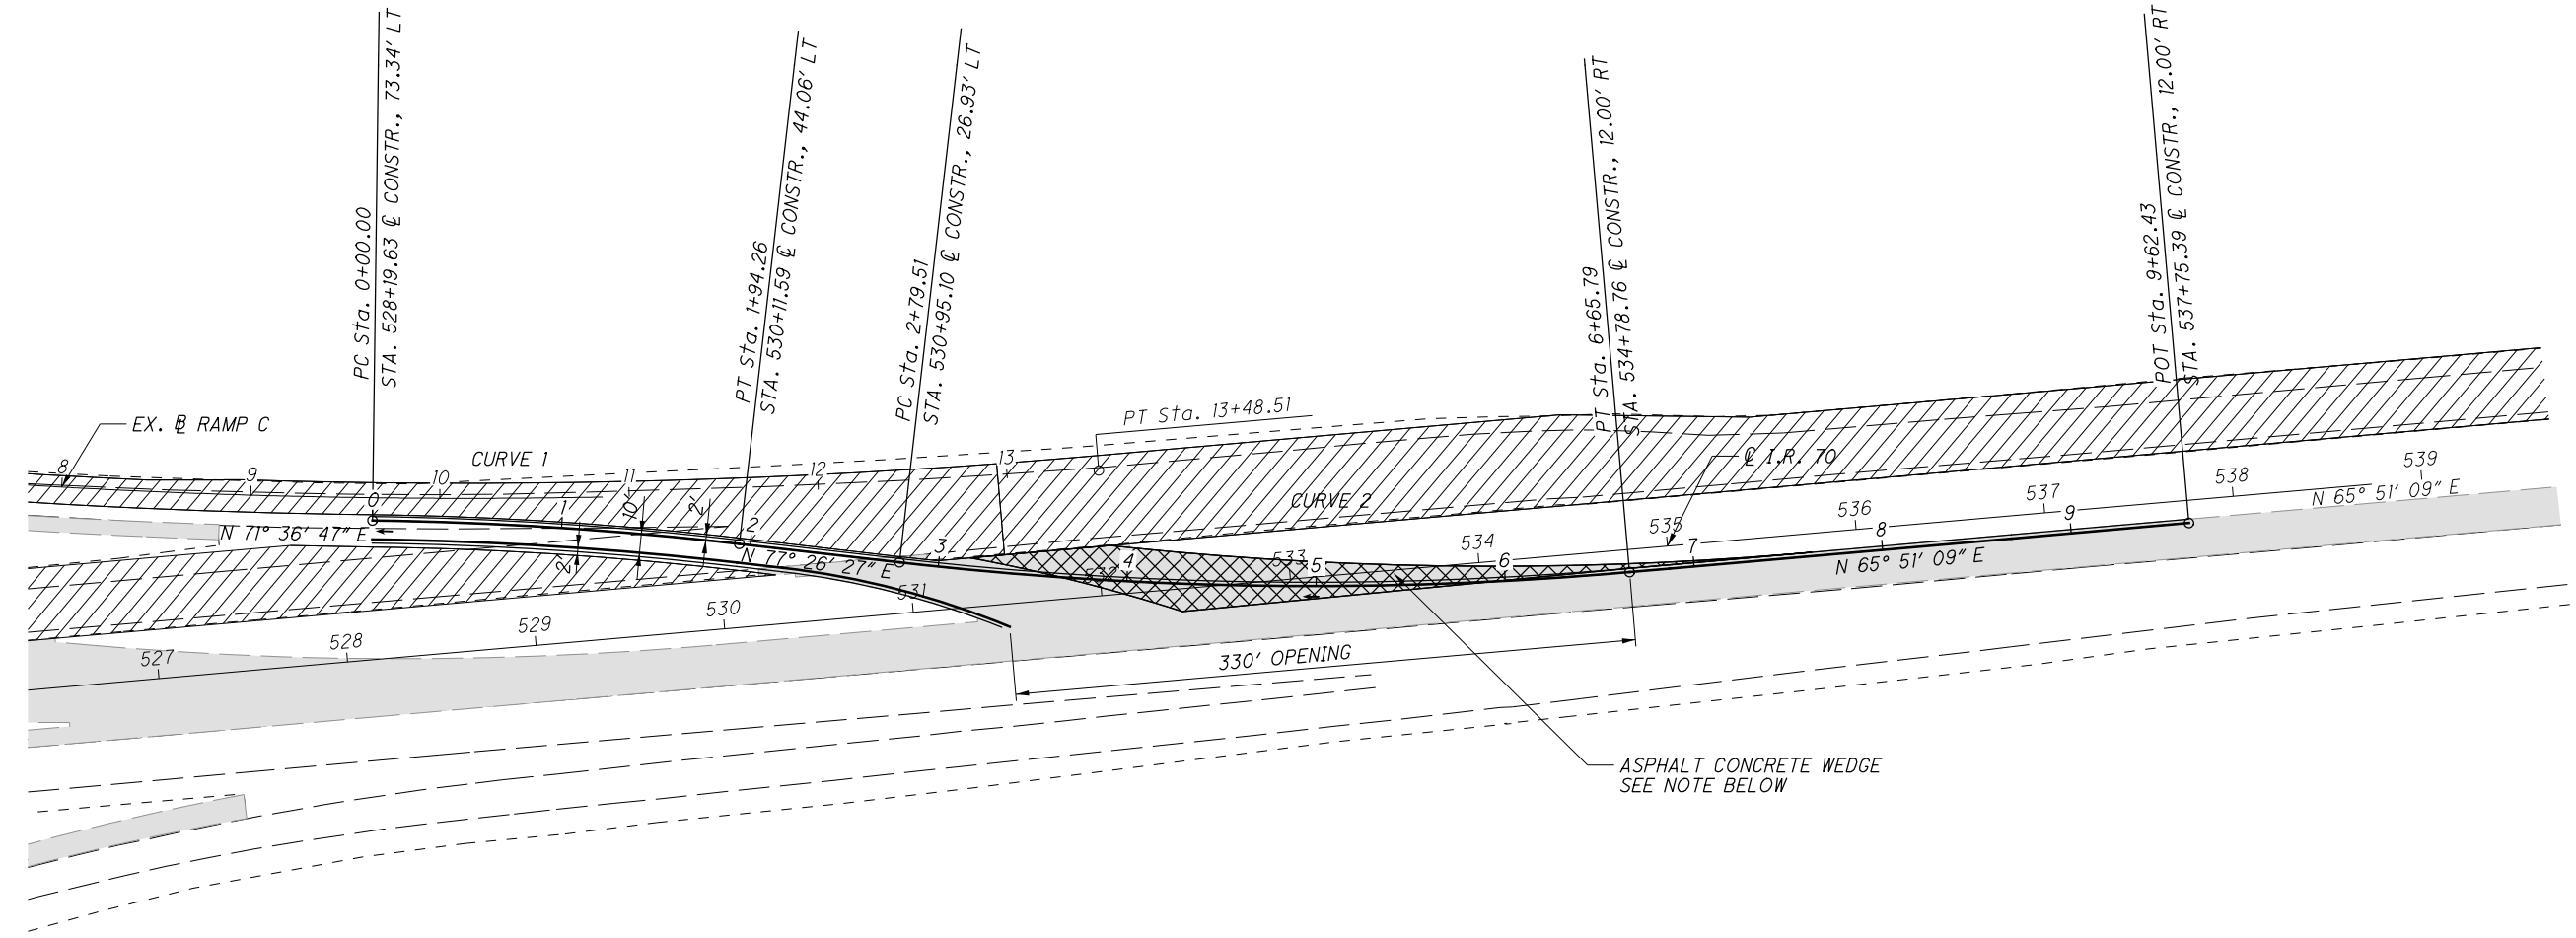 PC Sta. 0+00.00
STA. 528+19.63 ℄ CONSTR., 73.34' LT
PT Sta. 1+94.26
STA. 530+11.59 ℄ CONSTR., 44.06' LT
PC Sta. 2+79.51
STA. 530+95.10 ℄ CONSTR., 26.93' LT
PT Sta. 6+65.79
STA. 534+78.76 ℄ CONSTR., 12.00' RT
POT Sta. 9+62.43
STA. 537+75.39 ℄ CONSTR., 12.00' RT
EX. BL RAMP C
CURVE 1
PT Sta. 13+48.51
℄ I.R. 70
CURVE 2
8
9
10
11
12
13
0
1
2
3
4
5
6
7
8
9
10'
2'
2'
N 71° 36' 47" E
N 77° 26' 27" E
N 65° 51' 09" E
N 65° 51' 09" E
527
528
529
530
531
532
533
534
535
536
537
538
539
330' OPENING
ASPHALT CONCRETE WEDGE
SEE NOTE BELOW